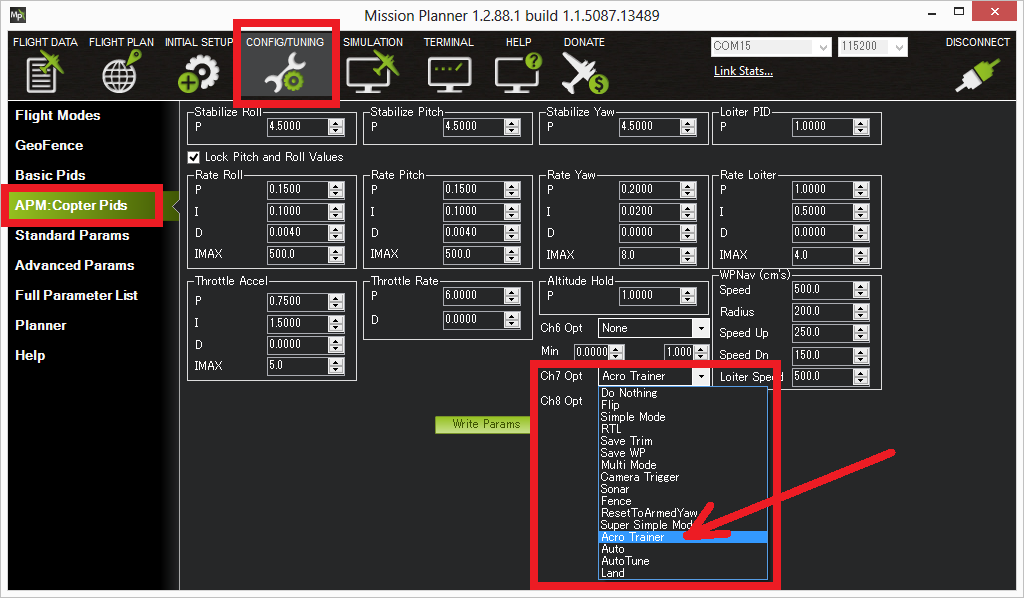 Mp
Mission Planner 1.2.88.1 build 1.1.5087.13489
FLIGHT DATA FLIGHT PLAN INITIAL SETUP CONFIG/TUNING SIMULATION TERMINAL HELP DONATE
COM15 115200 DISCONNECT
Link Stats...
Flight Modes
GeoFence
Basic Pids
APM:Copter Pids
Standard Params
Advanced Params
Full Parameter List
Planner
Help
Stabilize Roll
P 4.5000
Stabilize Pitch
P 4.5000
Stabilize Yaw
P 4.5000
Loiter PID
P 1.0000
Lock Pitch and Roll Values
Rate Roll
P 0.1500
I 0.1000
D 0.0040
IMAX 500.0
Rate Pitch
P 0.1500
I 0.1000
D 0.0040
IMAX 500.0
Rate Yaw
P 0.2000
I 0.0200
D 0.0000
IMAX 8.0
Rate Loiter
P 1.0000
I 0.5000
D 0.0000
IMAX 4.0
Throttle Accel
P 0.7500
I 1.5000
D 0.0000
IMAX 5.0
Throttle Rate
P 6.0000
D 0.0000
Altitude Hold
P 1.0000
WPNav (cm's)
Speed 500.0
Radius 200.0
Speed Up 250.0
Speed Dn 150.0
Loiter Speed 500.0
Ch6 Opt None
Min 0.0000 1.000
Ch7 Opt Acro Trainer
Ch8 Opt
Do Nothing
Flip
Simple Mode
RTL
Save Trim
Save WP
Multi Mode
Camera Trigger
Sonar
Fence
ResetToArmedYaw
Super Simple Mod
Acro Trainer
Auto
AutoTune
Land
Write Params